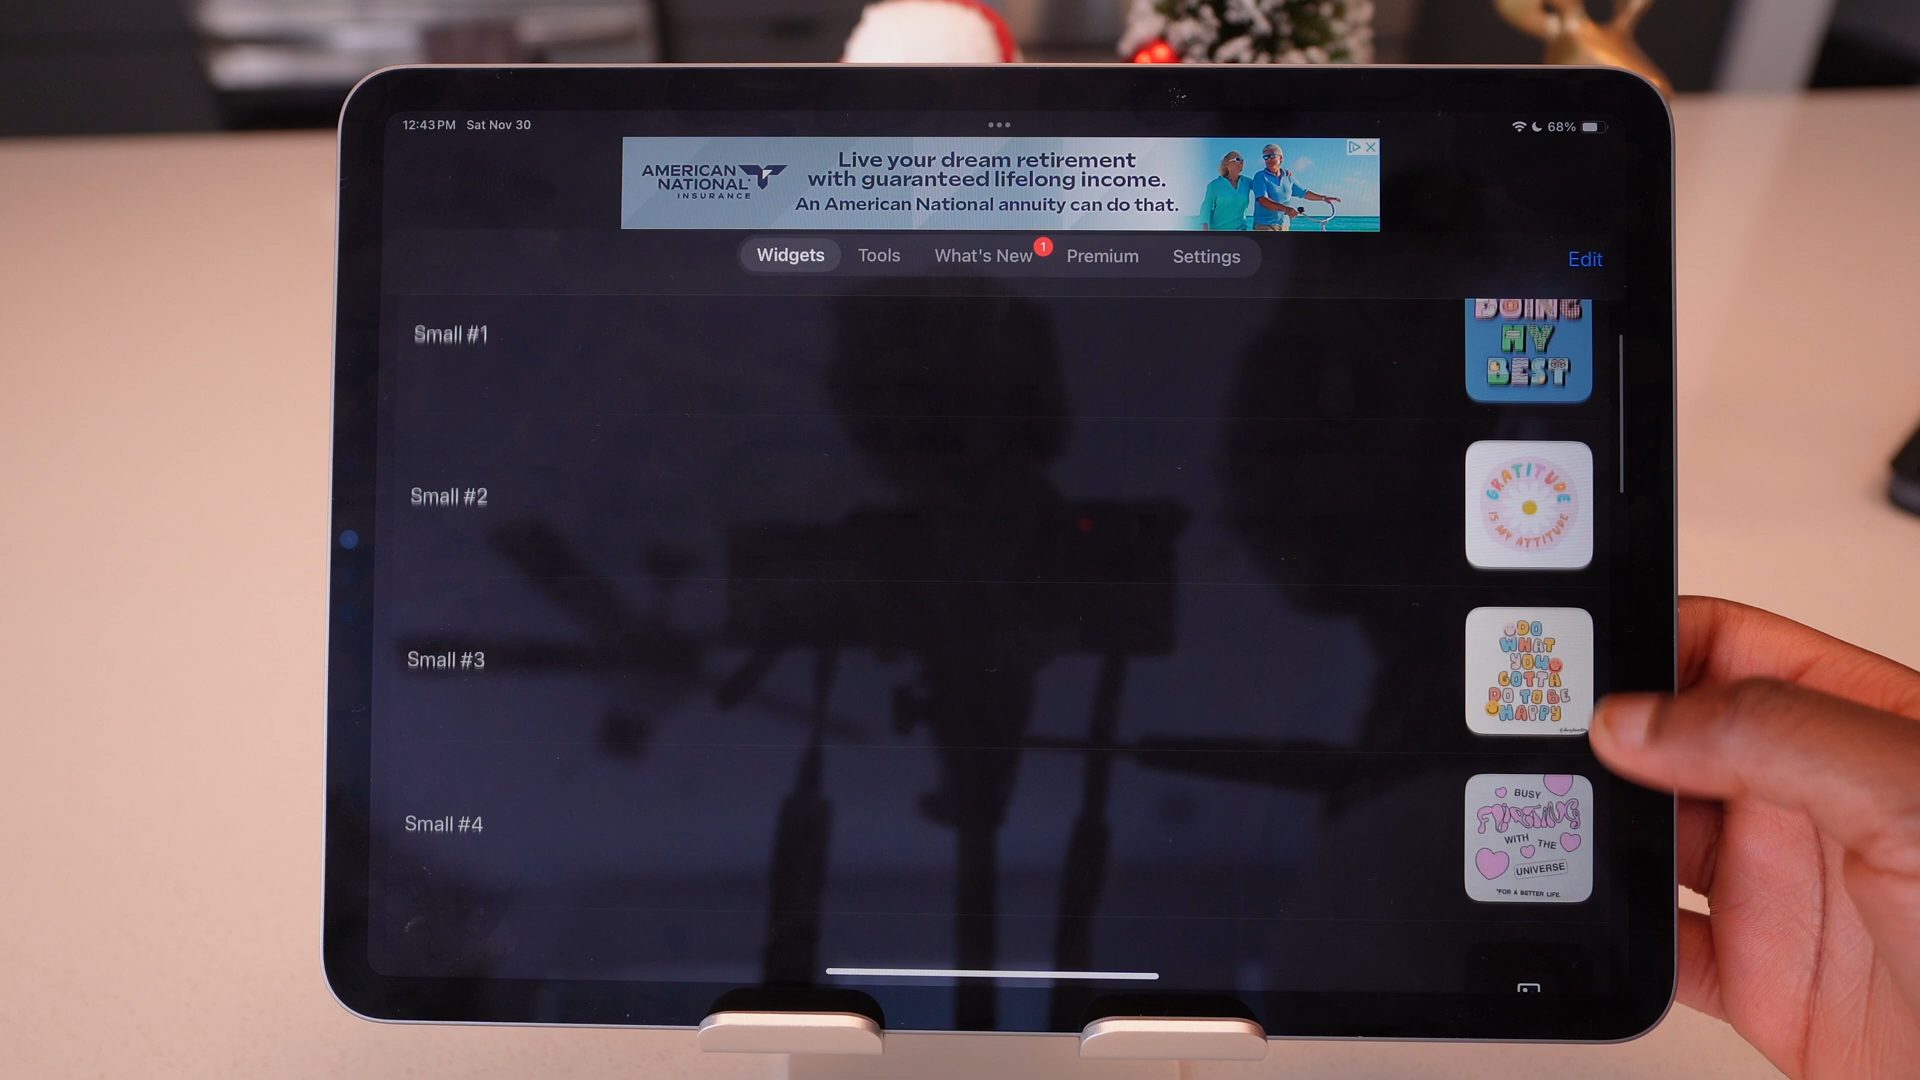 12:43 PM Sat Nov 30
68%
AMERICAN
NATIONAL
INSURANCE
Live your dream retirement
with guaranteed lifelong income.
An American National annuity can do that.
Widgets Tools What's New 1 Premium Settings
Edit
Small #1
DOING
MY
BEST
Small #2
GRATITUDE
IS MY ATTITUDE
Small #3
DO
WHAT
YOU
GOTTA
DO TO BE
HAPPY
Small #4
BUSY
FLIRTING
WITH THE
UNIVERSE
*FOR A BETTER LIFE.